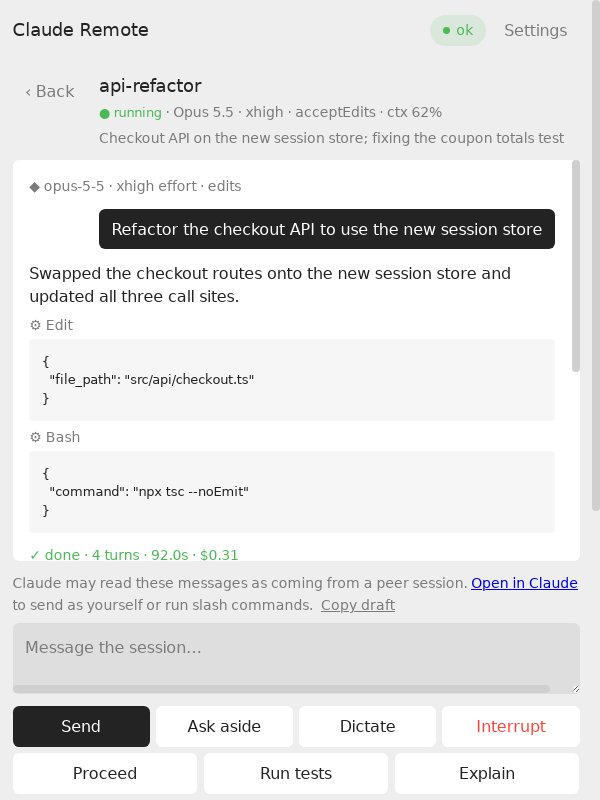 Claude Remote
ok
Settings
‹ Back
api-refactor
● running · Opus 5.5 · xhigh · acceptEdits · ctx 62%
Checkout API on the new session store; fixing the coupon totals test
◆ opus-5-5 · xhigh effort · edits
Refactor the checkout API to use the new session store
Swapped the checkout routes onto the new session store and
updated all three call sites.
⚙ Edit
{
"file_path": "src/api/checkout.ts"
}
⚙ Bash
{
"command": "npx tsc --noEmit"
}
✓ done · 4 turns · 92.0s · $0.31
Claude may read these messages as coming from a peer session. Open in Claude
to send as yourself or run slash commands. Copy draft
Message the session...
Send
Ask aside
Dictate
Interrupt
Proceed
Run tests
Explain